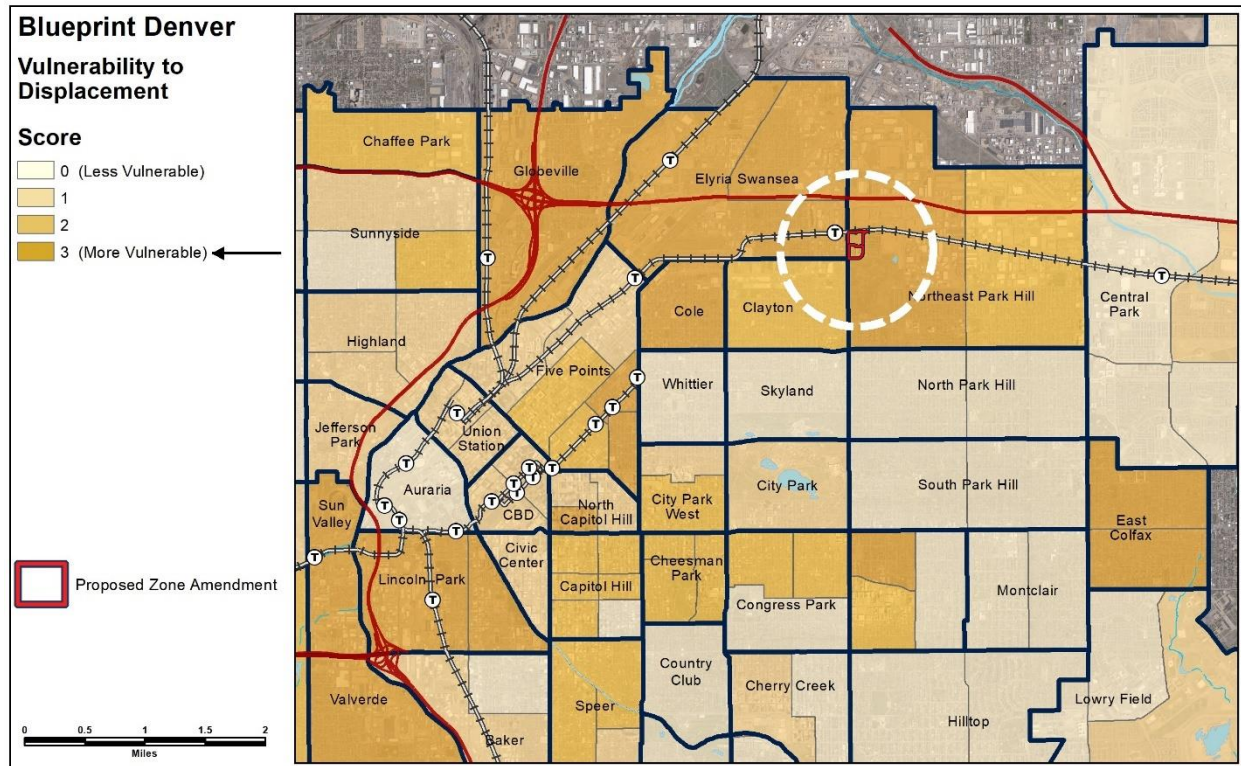 Blueprint Denver
Vulnerability to
Displacement
Score
0 (Less Vulnerable)
1
2
3 (More Vulnerable)
Proposed Zone Amendment
0 0.5 1 1.5 2
Miles
Chaffee Park
Globeville
Elyria Swansea
T
T
Sunnyside
T
T
T
T
Northeast Park Hill
Central
Park
Cole
Clayton
Highland
Five Points
T
Whittier
Skyland
North Park Hill
T
T
T
Jefferson
Park
Union
Station
T
T
T
T
T
T
Auraria
City Park
West
City Park
South Park Hill
T
T
T
Sun
Valley
CBD
North
Capitol Hill
East
Colfax
T
Civic
Center
Lincoln Park
T
Capitol Hill
Cheesman
Park
Congress Park
Montclair
Valverde
Baker
Speer
Country
Club
Cherry Creek
Hilltop
Lowry Field